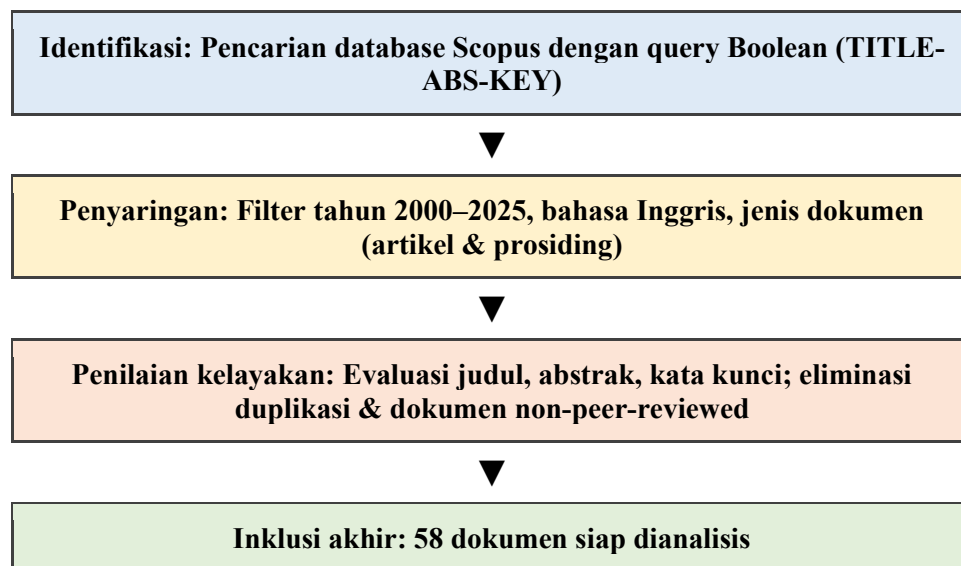 Identifikasi: Pencarian database Scopus dengan query Boolean (TITLE-
ABS-KEY)
Penyaringan: Filter tahun 2000–2025, bahasa Inggris, jenis dokumen
(artikel & prosiding)
Penilaian kelayakan: Evaluasi judul, abstrak, kata kunci; eliminasi
duplikasi & dokumen non-peer-reviewed
Inklusi akhir: 58 dokumen siap dianalisis